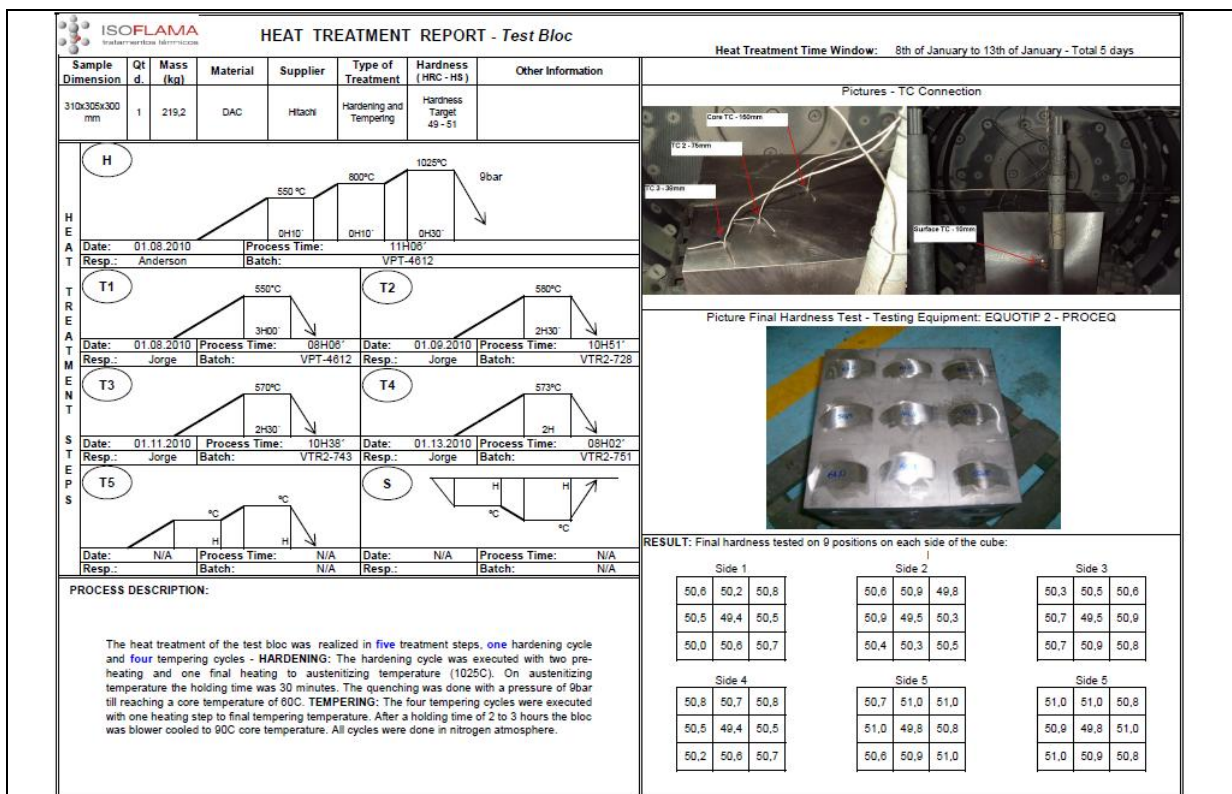 ISOFLAMA
tratamentos térmicos
HEAT TREATMENT REPORT - Test Bloc
Heat Treatment Time Window: 8th of January to 13th of January - Total 5 days
Sample Dimension Qt d. Mass (kg) Material Supplier Type of Treatment Hardness (HRC - HS) Other Information
310x305x300 mm 1 219,2 DAC Hitachi Hardening and Tempering Hardness Target 49 - 51
HEAT TREATMENT STEPS
H
550 ºC 800ºC 1025ºC 9bar
0H10´ 0H10´ 0H30´
Date: 01.08.2010 Process Time: 11H06´
Resp.: Anderson Batch: VPT-4612
T1
550ºC
3H00´
Date: 01.08.2010 Process Time: 08H06´
Resp.: Jorge Batch: VPT-4612
T2
580ºC
2H30´
Date: 01.09.2010 Process Time: 10H51´
Resp.: Jorge Batch: VTR2-728
T3
570ºC
2H30´
Date: 01.11.2010 Process Time: 10H38´
Resp.: Jorge Batch: VTR2-743
T4
573ºC
2H
Date: 01.13.2010 Process Time: 08H02´
Resp.: Jorge Batch: VTR2-751
T5
ºC ºC
H H
Date: N/A Process Time: N/A
Resp.: Batch: N/A
S
H H
ºC ºC
Date: N/A Process Time: N/A
Resp.: Batch: N/A
PROCESS DESCRIPTION:
The heat treatment of the test bloc was realized in five treatment steps, one hardening cycle
and four tempering cycles - HARDENING: The hardening cycle was executed with two pre-
heating and one final heating to austenitizing temperature (1025C). On austenitizing
temperature the holding time was 30 minutes. The quenching was done with a pressure of 9bar
till reaching a core temperature of 60C. TEMPERING: The four tempering cycles were executed
with one heating step to final tempering temperature. After a holding time of 2 to 3 hours the bloc
was blower cooled to 90C core temperature. All cycles were done in nitrogen atmosphere.
Pictures - TC Connection
Core TC - 150mm
TC 2 - 75mm
TC 3 - 38mm
Surface TC - 10mm
Picture Final Hardness Test - Testing Equipment: EQUOTIP 2 - PROCEQ
RESULT: Final hardness tested on 9 positions on each side of the cube:
Side 1
50,6 50,2 50,8
50,5 49,4 50,5
50,0 50,6 50,7
Side 2
50,6 50,9 49,8
50,9 49,5 50,3
50,4 50,3 50,5
Side 3
50,3 50,5 50,6
50,7 49,5 50,9
50,7 50,9 50,8
Side 4
50,8 50,7 50,8
50,5 49,4 50,5
50,2 50,6 50,7
Side 5
50,7 51,0 51,0
51,0 49,8 50,8
50,6 50,9 51,0
Side 5
51,0 51,0 50,8
50,9 49,8 51,0
51,0 50,9 50,8